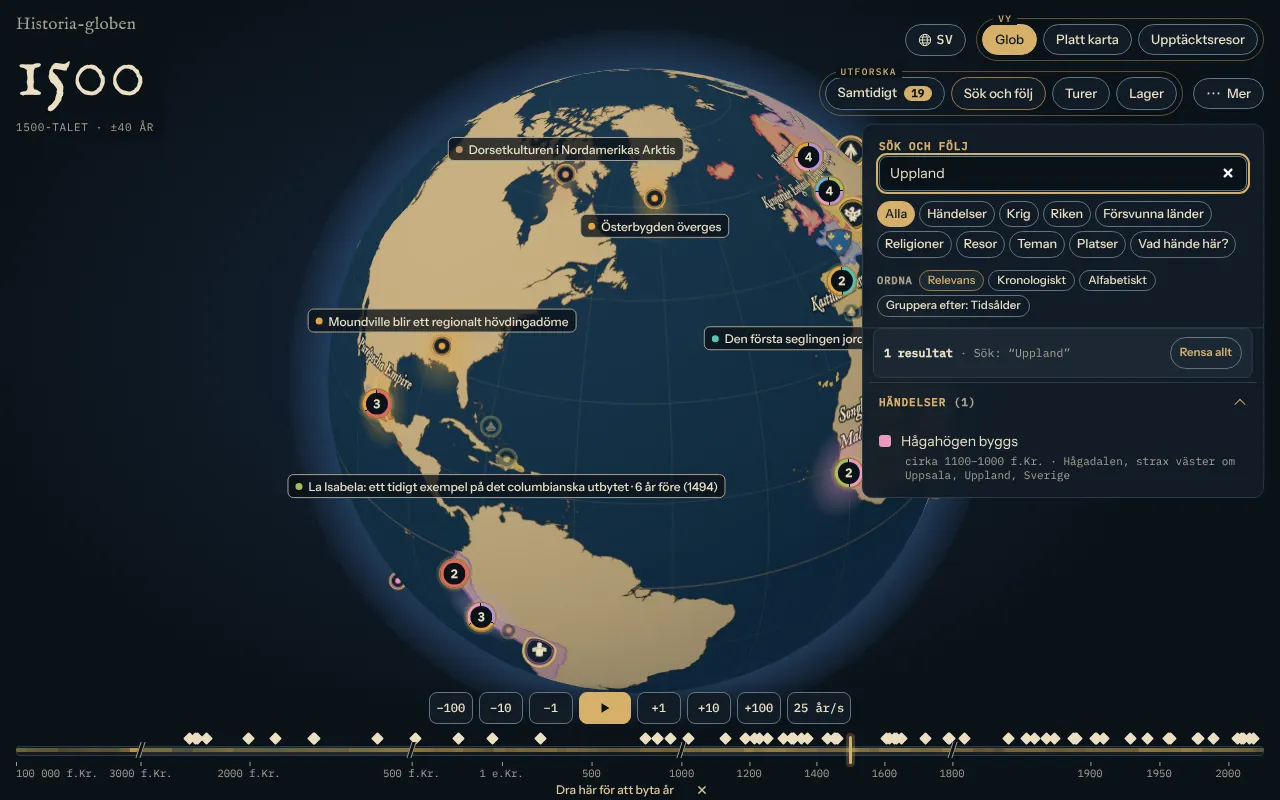 Historia-globen
1500
1500-TALET · ±40 ÅR
SV
VY
Glob
Platt karta
Upptäcktsresor
UTFORSKA
Samtidigt 19
Sök och följ
Turer
Lager
··· Mer
SÖK OCH FÖLJ
Uppland
Alla
Händelser
Krig
Riken
Försvunna länder
Religioner
Resor
Teman
Platser
Vad hände här?
ORDNA
Relevans
Kronologiskt
Alfabetiskt
Gruppera efter: Tidsålder
1 resultat · Sök: “Uppland”
Rensa allt
HÄNDELSER (1)
Hågahögen byggs
cirka 1100–1000 f.Kr. · Hågadalen, strax väster om
Uppsala, Uppland, Sverige
Dorsetkulturen i Nordamerikas Arktis
4
4
Österbygden överges
2
Moundville blir ett regionalt hövdingadöme
Den första seglingen jord
Empire
3
2
La Isabela: ett tidigt exempel på det columbianska utbytet · 6 år före (1494)
2
3
−100
−10
−1
+1
+10
+100
25 år/s
100 000 f.Kr.
3000 f.Kr.
2000 f.Kr.
500 f.Kr.
1 e.Kr.
500
1000
1200
1400
1600
1800
1900
1950
2000
Dra här för att byta år